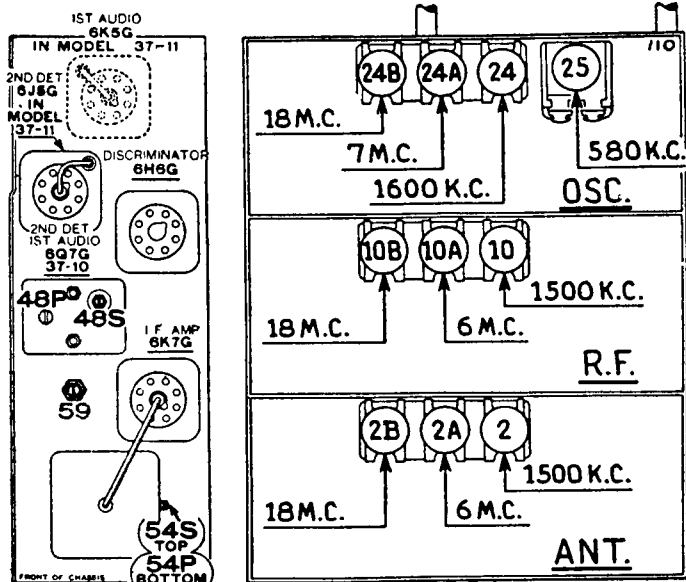 1ST AUDIO
6K5G
IN MODEL 37-11
2ND DET
6J5G
IN
MODEL
37-11
DISCRIMINATOR
6H6G
2ND DET
1ST AUDIO
6Q7G
37-10
48P
48S
I.F. AMP
6K7G
59
54S
TOP
54P
BOTTOM
FRONT OF CHASSIS
110
24B 24A 24 25
18 M.C.
7 M.C.
1600 K.C.
580 K.C.
OSC.
10B 10A 10
1500 K.C.
18 M.C.
6 M.C.
R.F.
2B 2A 2
1500 K.C.
18 M.C.
6 M.C.
ANT.